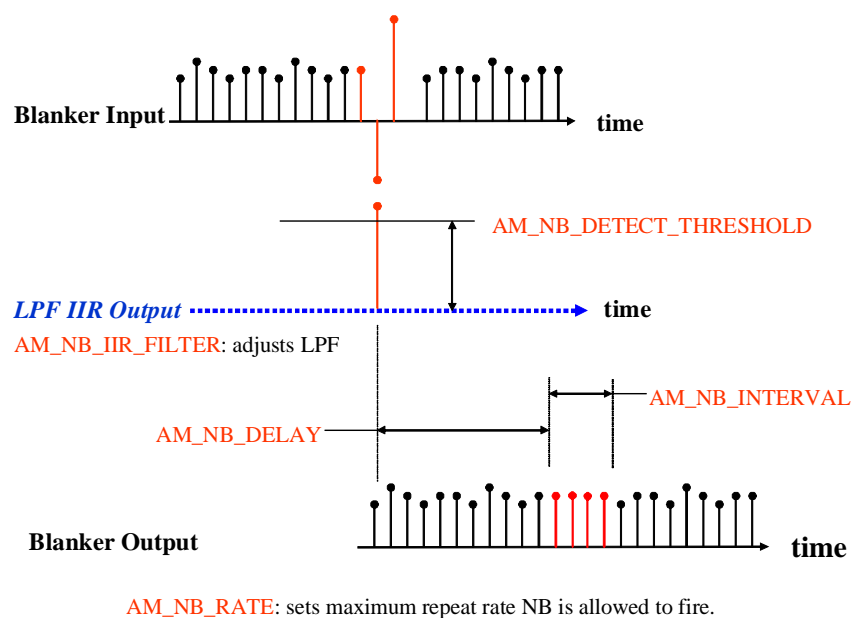 Blanker Input
time
AM_NB_DETECT_THRESHOLD
LPF IIR Output
time
AM_NB_IIR_FILTER: adjusts LPF
AM_NB_INTERVAL
AM_NB_DELAY
Blanker Output
time
AM_NB_RATE: sets maximum repeat rate NB is allowed to fire.